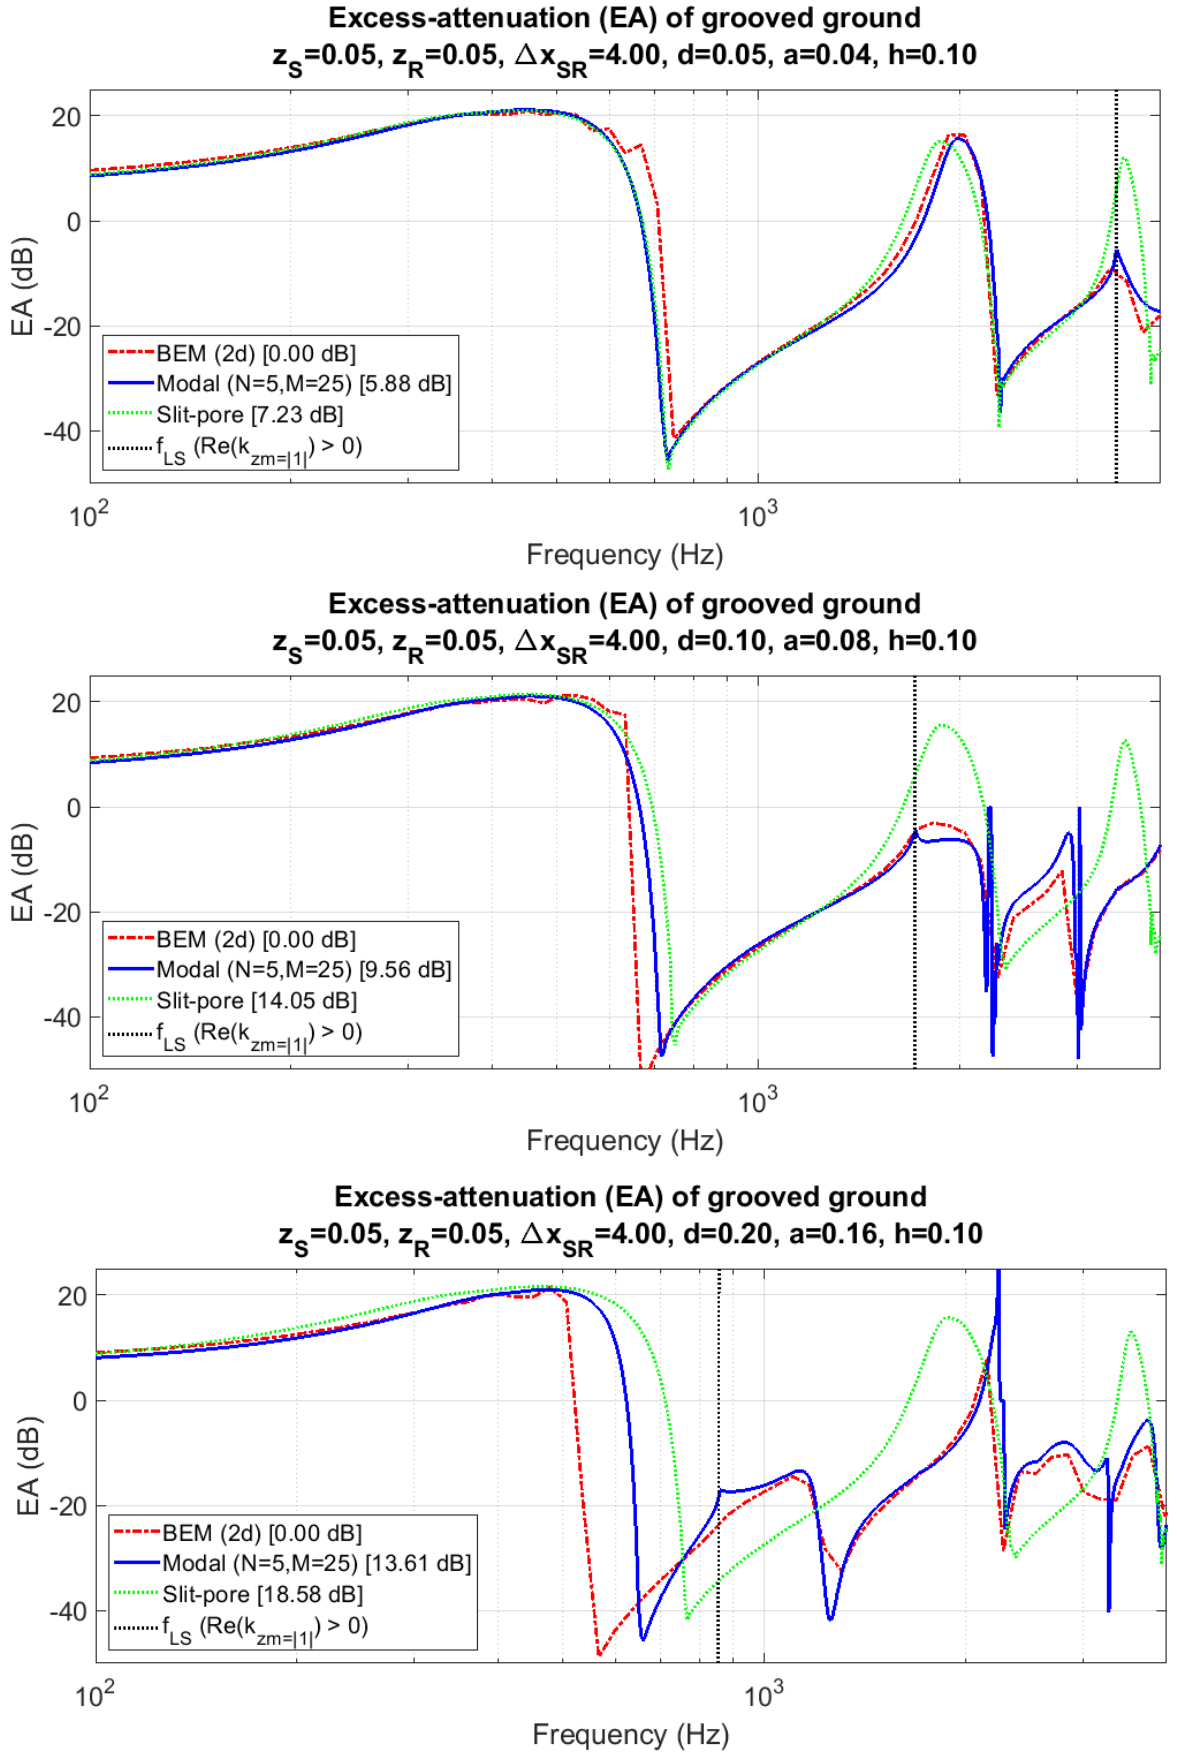 Excess-attenuation (EA) of grooved ground
z_S=0.05, z_R=0.05, Δx_SR=4.00, d=0.05, a=0.04, h=0.10
EA (dB)
20
0
-20
-40
BEM (2d) [0.00 dB]
Modal (N=5,M=25) [5.88 dB]
Slit-pore [7.23 dB]
f_LS (Re(k_zm=|1|) > 0)
10^2
10^3
Frequency (Hz)
Excess-attenuation (EA) of grooved ground
z_S=0.05, z_R=0.05, Δx_SR=4.00, d=0.10, a=0.08, h=0.10
EA (dB)
20
0
-20
-40
BEM (2d) [0.00 dB]
Modal (N=5,M=25) [9.56 dB]
Slit-pore [14.05 dB]
f_LS (Re(k_zm=|1|) > 0)
10^2
10^3
Frequency (Hz)
Excess-attenuation (EA) of grooved ground
z_S=0.05, z_R=0.05, Δx_SR=4.00, d=0.20, a=0.16, h=0.10
EA (dB)
20
0
-20
-40
BEM (2d) [0.00 dB]
Modal (N=5,M=25) [13.61 dB]
Slit-pore [18.58 dB]
f_LS (Re(k_zm=|1|) > 0)
10^2
10^3
Frequency (Hz)